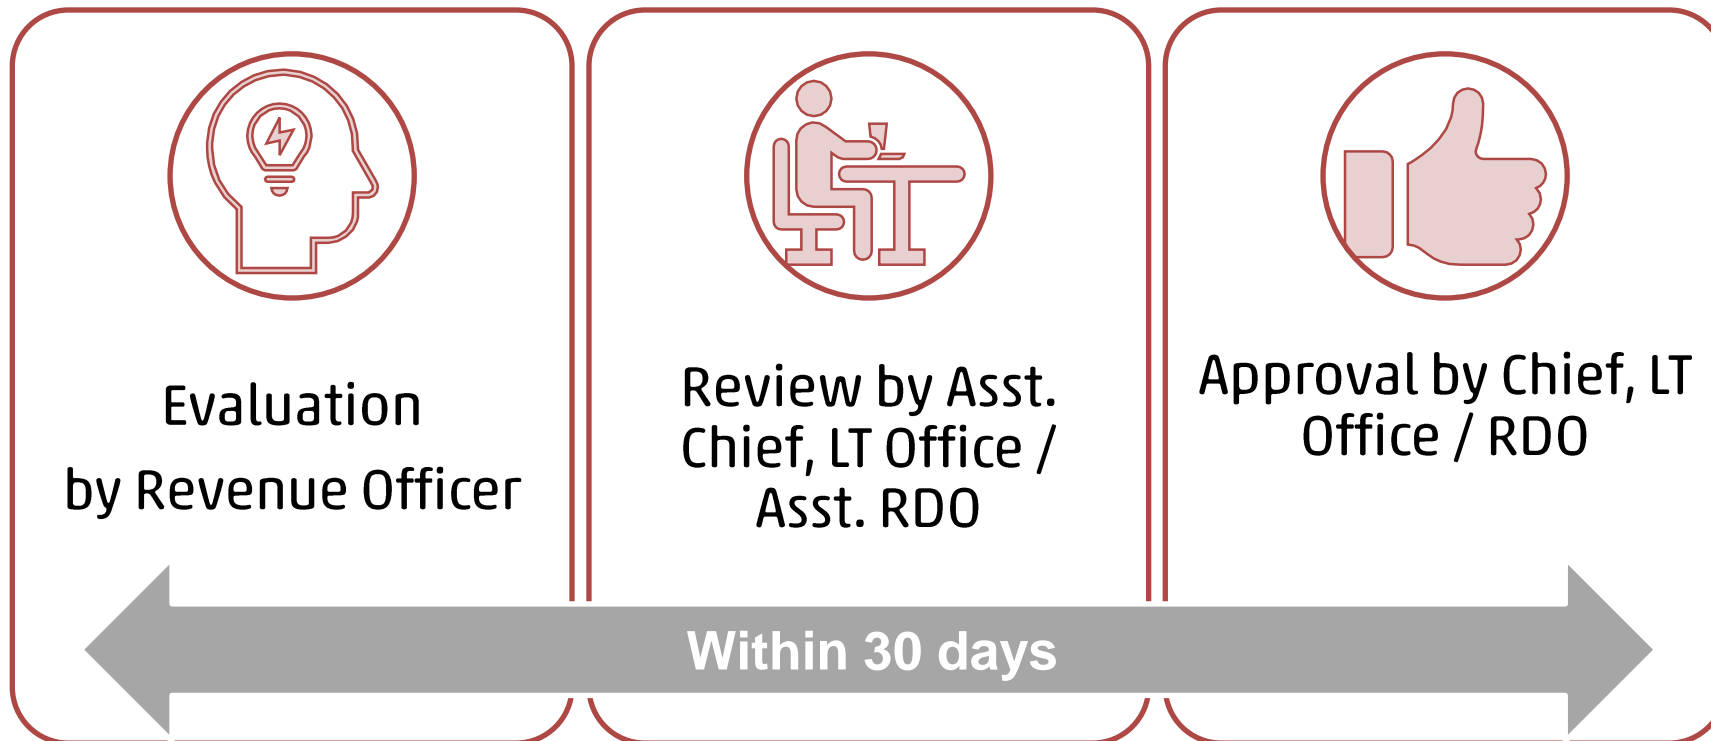 Evaluation
by Revenue Officer
Review by Asst.
Chief, LT Office /
Asst. RDO
Approval by Chief, LT
Office / RDO
Within 30 days